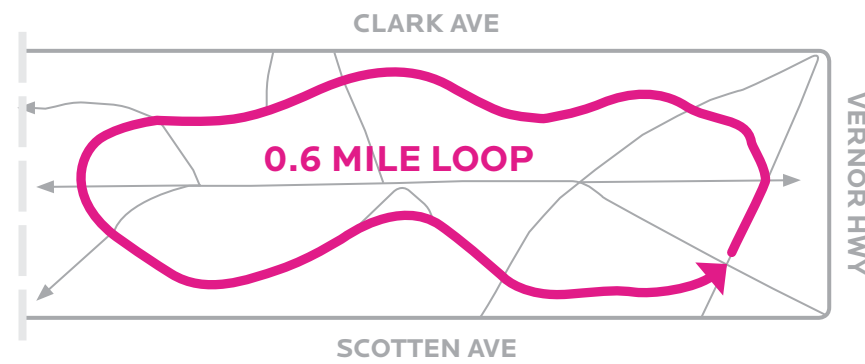 CLARK AVE
0.6 MILE LOOP
VERNOR HWY
SCOTTEN AVE